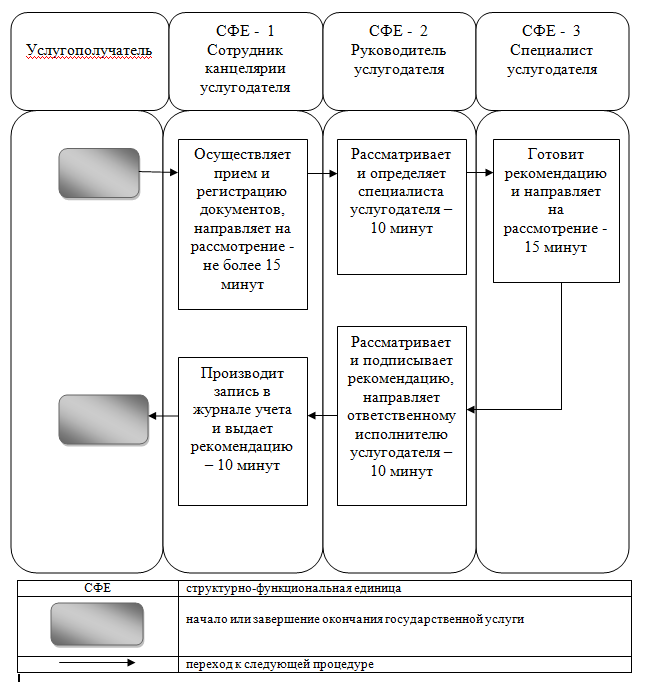 Услугополучатель
СФЕ - 1
Сотрудник
канцелярии
услугодателя
СФЕ - 2
Руководитель
услугодателя
СФЕ - 3
Специалист
услугодателя
Осуществляет
прием и
регистрацию
документов,
направляет на
рассмотрение -
не более 15
минут
Рассматривает
и определяет
специалиста
услугодателя –
10 минут
Готовит
рекомендацию
и направляет
на
рассмотрение -
15 минут
Производит
запись в
журнале учета
и выдает
рекомендацию
– 10 минут
Рассматривает
и подписывает
рекомендацию,
направляет
ответственному
исполнителю
услугодателя –
10 минут
СФЕ
структурно-функциональная единица
начало или завершение окончания государственной услуги
переход к следующей процедуре